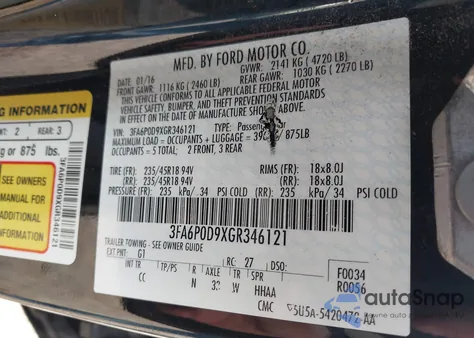 MFD. BY FORD MOTOR CO.
DATE: 01/16 GVWR: 2141 KG ( 4720 LB)
FRONT GAWR: 1116 KG ( 2460 LB) REAR GAWR: 1030 KG ( 2270 LB)
THIS VEHICLE CONFORMS TO ALL APPLICABLE FEDERAL MOTOR
VEHICLE SAFETY, BUMPER, AND THEFT PREVENTION STANDARDS
IN EFFECT ON THE DATE OF MANUFACTURE SHOWN ABOVE.
VIN: 3FA6P0D9XGR346121 Type:
MAXIMUM LOAD= OCCUPANTS + LUGGAGE = 875LB
OCCUPANTS = 5 TOTAL: 2 FRONT, 3 REAR
TIRE (F): 235/45R18 94V RIMS (FR): 18x8.0J
(R): 235/45R18 94V (RR): 18x8.0J
PRESSURE (FR): 235 kPa/ 34 PSI COLD (RR): 235 kPa/ 34 PSI COLD
3FA6P0D9XGR346121
TRAILER TOWING - SEE OWNER GUIDE
EXT PNT: G1 RC: 27 DSO: F0034
INT TR TP/PS R AXLE TR SPR R0056
CC N W HHAA
CMC
NG INFORMATION
NT: 2 REAR: 3
g or 875 lbs.
SEE OWNERS
MANUAL FOR
ADDITIONAL
INFORMATION
3FA6P0D9XGR346121
autoSnap